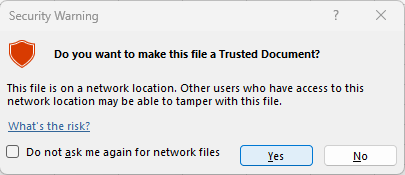 Security Warning
?
Do you want to make this file a Trusted Document?
This file is on a network location. Other users who have access to this
network location may be able to tamper with this file.
What's the risk?
Do not ask me again for network files
Yes
No